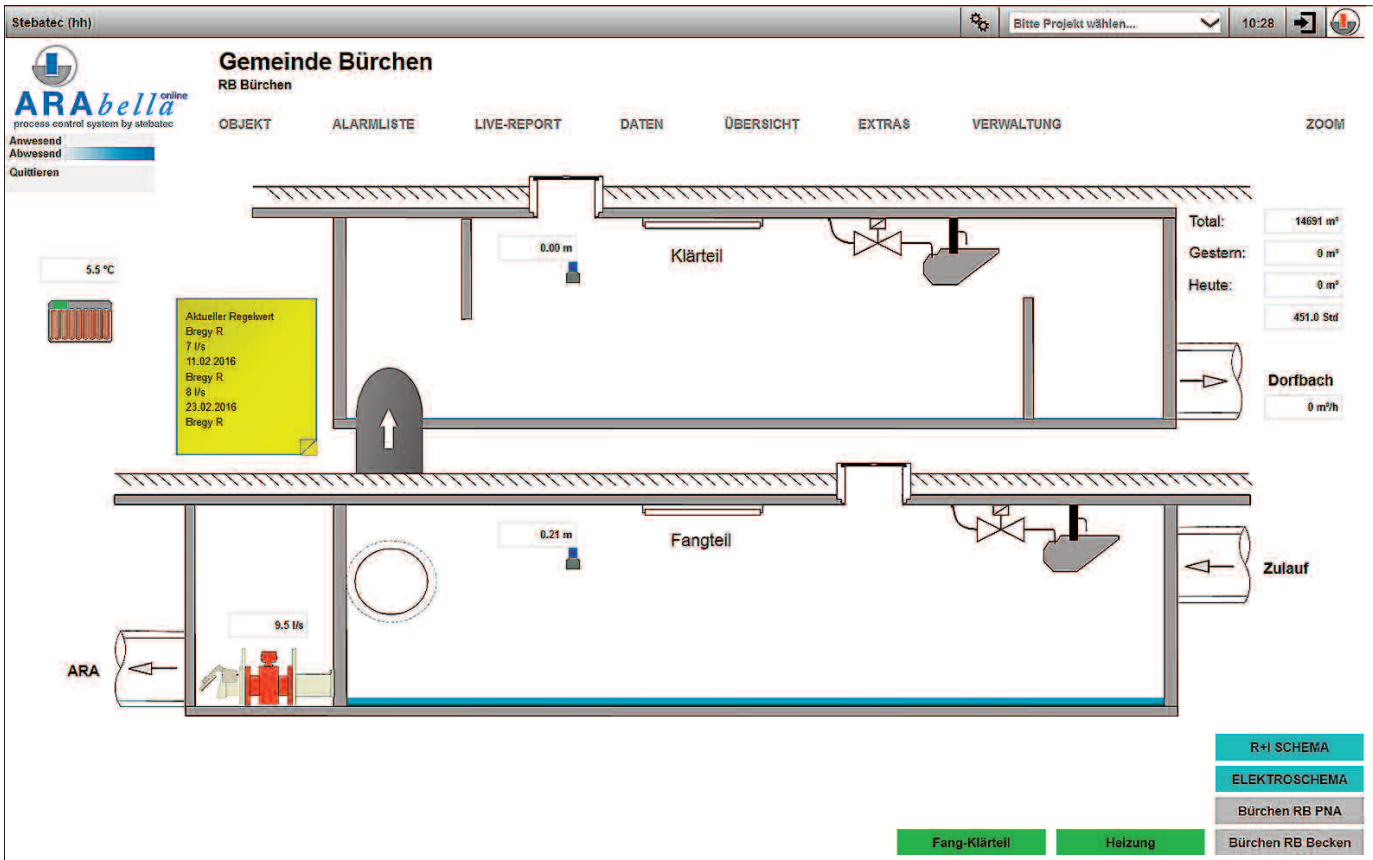 Stebatec (hh)
Bitte Projekt wählen...
10:28
ARAbella online
process control system by stebatec
Gemeinde Bürchen
RB Bürchen
OBJEKT
ALARMLISTE
LIVE-REPORT
DATEN
ÜBERSICHT
EXTRAS
VERWALTUNG
ZOOM
Anwesend
Abwesend
Quittieren
5.5 °C
Aktueller Regelwert
Bregy R
7 l/s
11.02.2016
Bregy R
8 l/s
23.02.2016
Bregy R
0.00 m
Klärteil
Total: 14691 m³
Gestern: 0 m³
Heute: 0 m³
451.0 Std
Dorfbach
0 m³/h
0.21 m
Fangteil
Zulauf
9.5 l/s
ARA
R+I SCHEMA
ELEKTROSCHEMA
Bürchen RB PNA
Fang-Klärteil
Heizung
Bürchen RB Becken